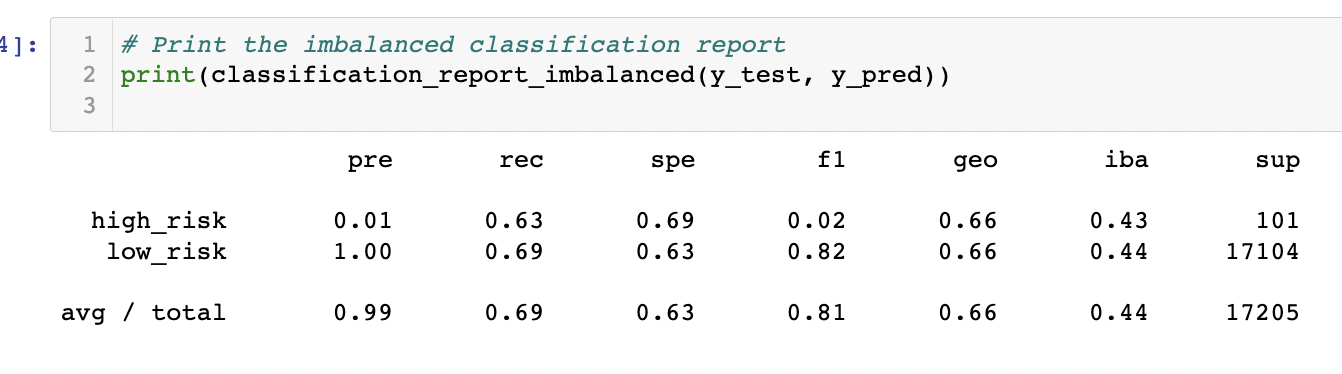 4]:
1 # Print the imbalanced classification report
2 print(classification_report_imbalanced(y_test, y_pred))
3
pre rec spe f1 geo iba sup
high_risk 0.01 0.63 0.69 0.02 0.66 0.43 101
low_risk 1.00 0.69 0.63 0.82 0.66 0.44 17104
avg / total 0.99 0.69 0.63 0.81 0.66 0.44 17205